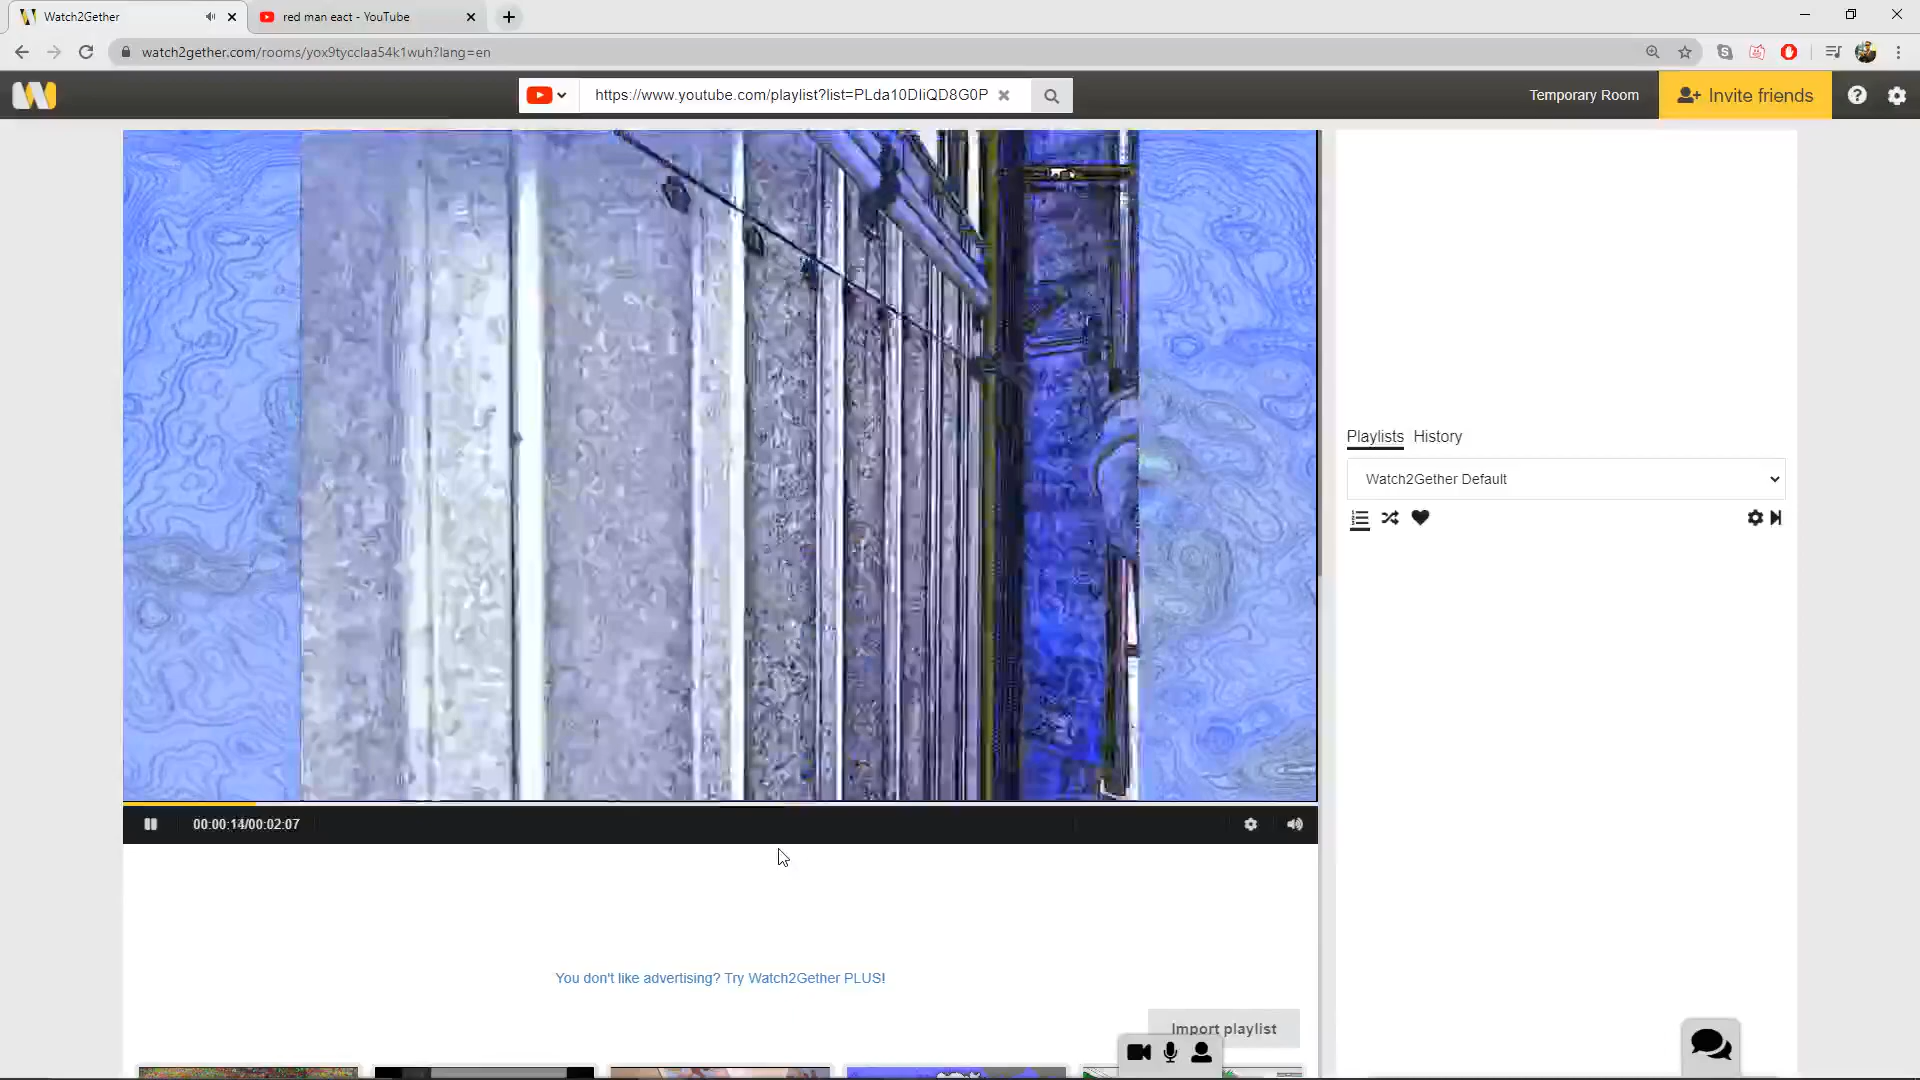 Watch2Gether
red man eact - YouTube
watch2gether.com/rooms/yox9tycclaa54k1wuh?lang=en
https://www.youtube.com/playlist?list=PLda10DIiQD8G0P
Temporary Room
Invite friends
Playlists History
Watch2Gether Default
00:00:14/00:02:07
You don't like advertising? Try Watch2Gether PLUS!
Import playlist